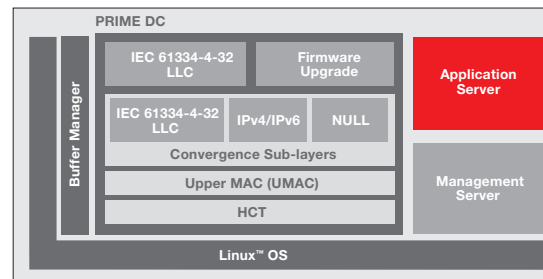 PRIME DC
Buffer Manager
IEC 61334-4-32
LLC
Firmware
Upgrade
IEC 61334-4-32
LLC
IPv4/IPv6
NULL
Convergence Sub-layers
Upper MAC (UMAC)
HCT
Application
Server
Management
Server
Linux™ OS